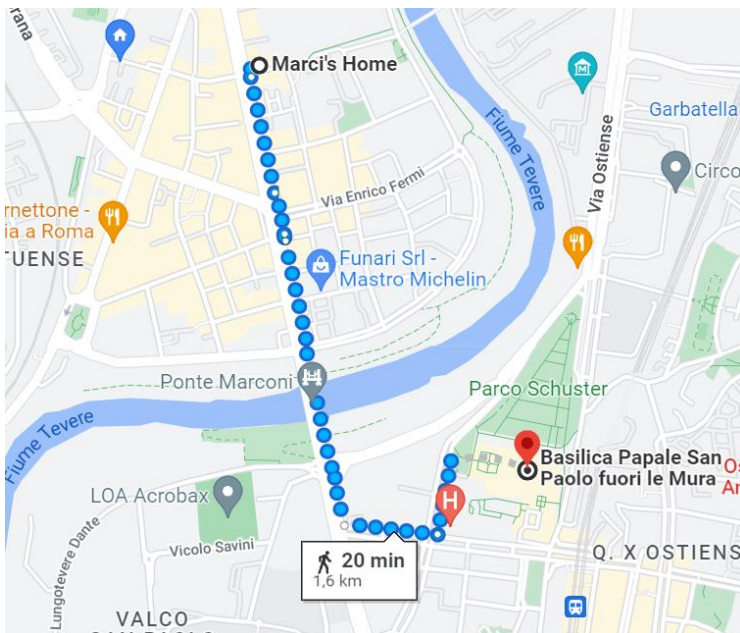 Marci's Home
Fiume Tevere
Garbatella
Via Ostiense
Circo
Via Enrico Fermi
rnettone -
ia a Roma
TUENSE
Funari Srl -
Mastro Michelin
Ponte Marconi
Parco Schuster
Fiume Tevere
Basilica Papale San
Paolo fuori le Mura
Os
An
LOA Acrobax
H
Lungotevere Dante
Vicolo Savini
20 min
1,6 km
Q. X OSTIENS
VALCO